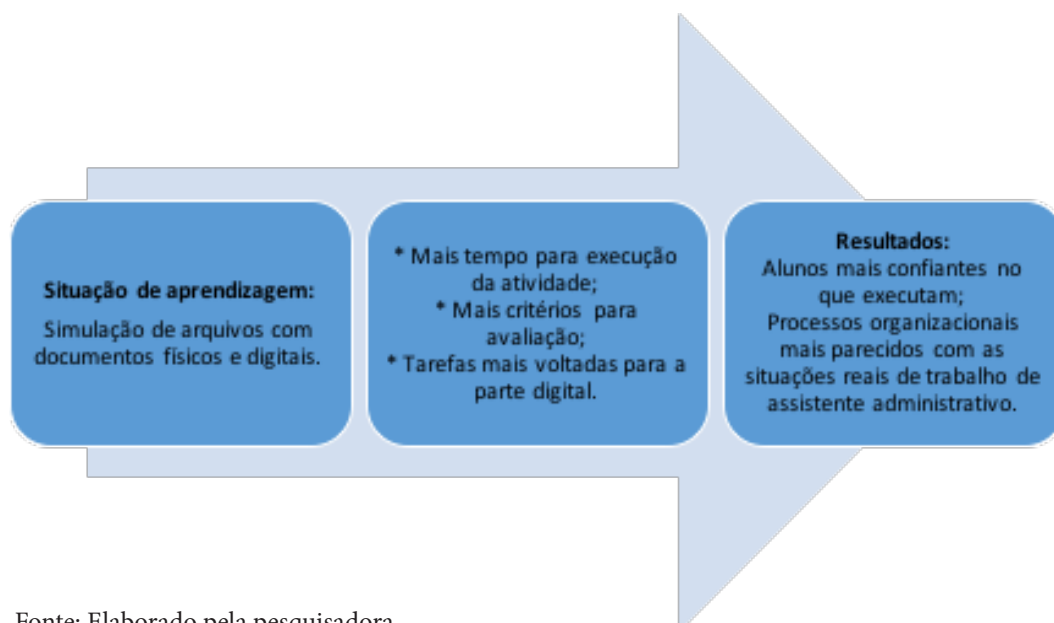 Situação de aprendizagem:
Simulação de arquivos com
documentos físicos e digitais.
* Mais tempo para execução
da atividade;
* Mais critérios para
avaliação;
* Tarefas mais voltadas para a
parte digital.
Resultados:
Alunos mais confiantes no
que executam;
Processos organizacionais
mais parecidos com as
situações reais de trabalho de
assistente administrativo.
Fonte: Elaborado pela pesquisadora